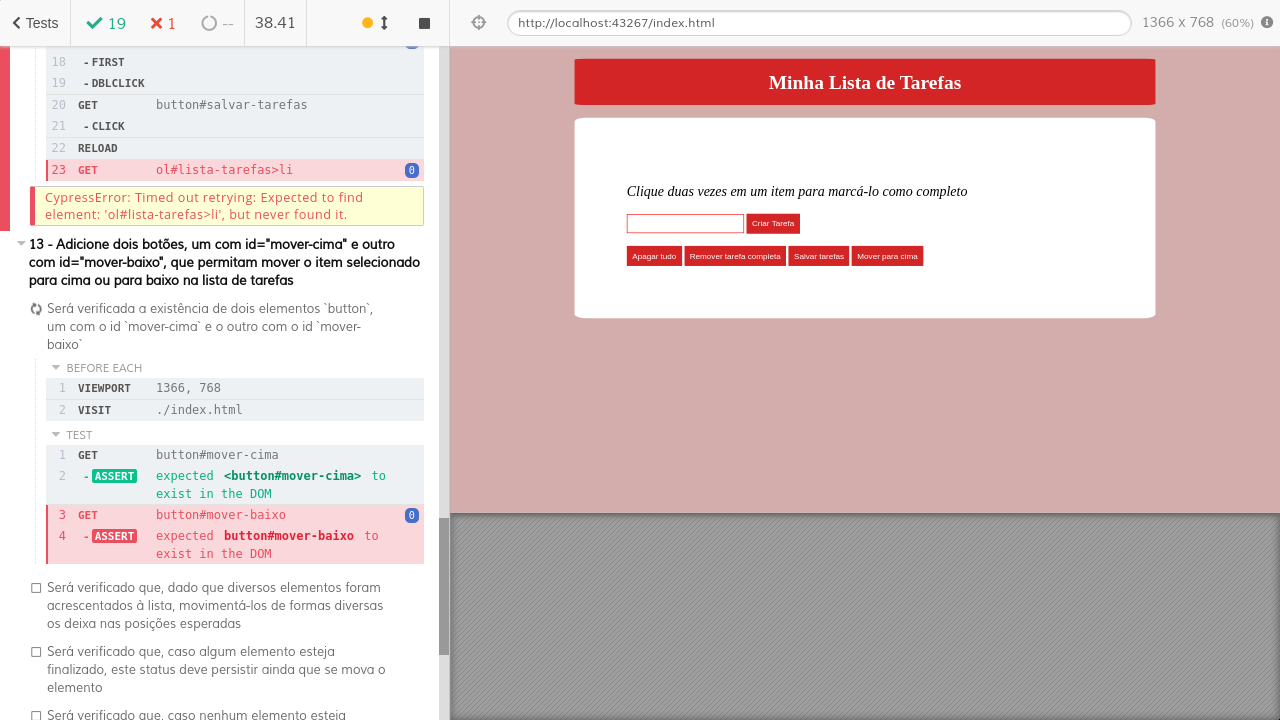 Tests
19
1
--
38.41
http://localhost:43267/index.html
1366 x 768 (60%)
18 - FIRST
19 - DBLCLICK
20 GET button#salvar-tarefas
21 - CLICK
22 RELOAD
23 GET ol#lista-tarefas>li 0
CypressError: Timed out retrying: Expected to find
element: 'ol#lista-tarefas>li', but never found it.
13 - Adicione dois botões, um com id="mover-cima" e outro
com id="mover-baixo", que permitam mover o item selecionado
para cima ou para baixo na lista de tarefas
Será verificada a existência de dois elementos `button`,
um com o id `mover-cima` e o outro com o id `mover-
baixo`
BEFORE EACH
1 VIEWPORT 1366, 768
2 VISIT ./index.html
TEST
1 GET button#mover-cima
2 - ASSERT expected <button#mover-cima> to
exist in the DOM
3 GET button#mover-baixo 0
4 - ASSERT expected button#mover-baixo to
exist in the DOM
Será verificado que, dado que diversos elementos foram
acrescentados à lista, movimentá-los de formas diversas
os deixa nas posições esperadas
Será verificado que, caso algum elemento esteja
finalizado, este status deve persistir ainda que se mova o
elemento
Será verificado que, caso nenhum elemento esteja
Minha Lista de Tarefas
Clique duas vezes em um item para marcá-lo como completo
Criar Tarefa
Apagar tudo Remover tarefa completa Salvar tarefas Mover para cima